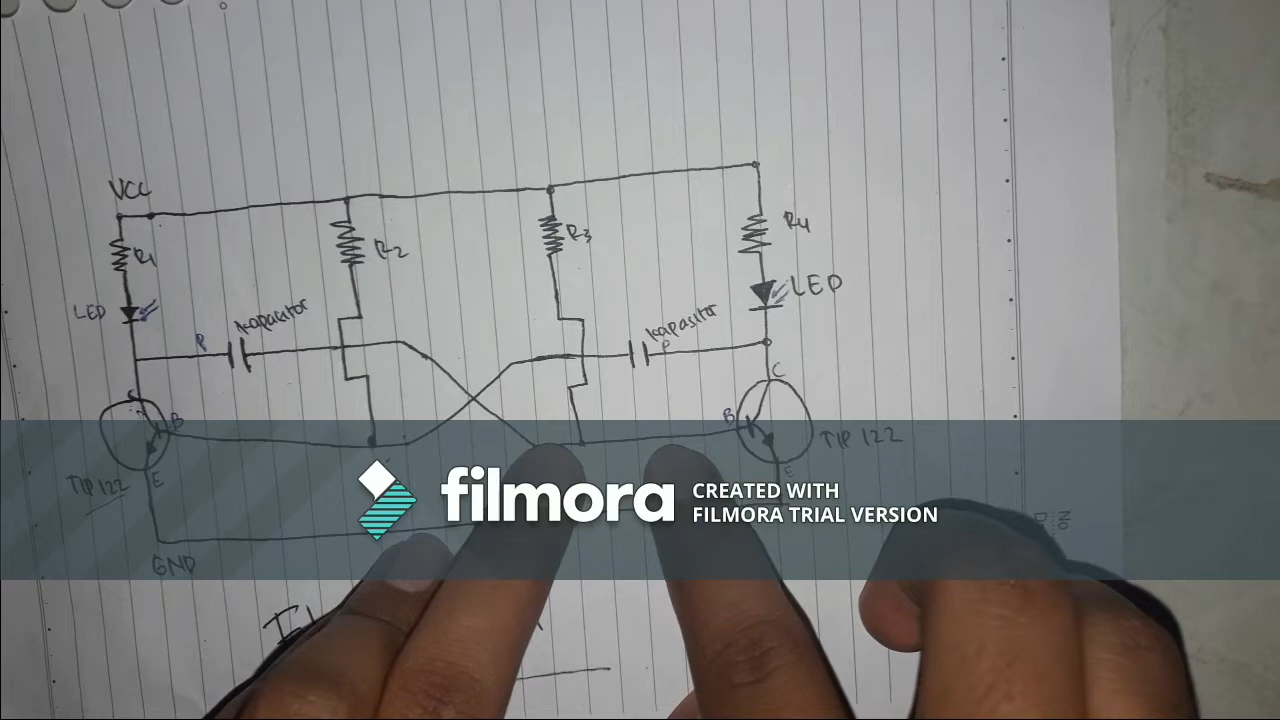 VCC
R1
R2
R3
R4
LED
LED
P
Kapasitor
Kapasitor
P
C
B
C
B
TIP 122
E
TIP 122
E
GND
filmora
CREATED WITH
FILMORA TRIAL VERSION
No